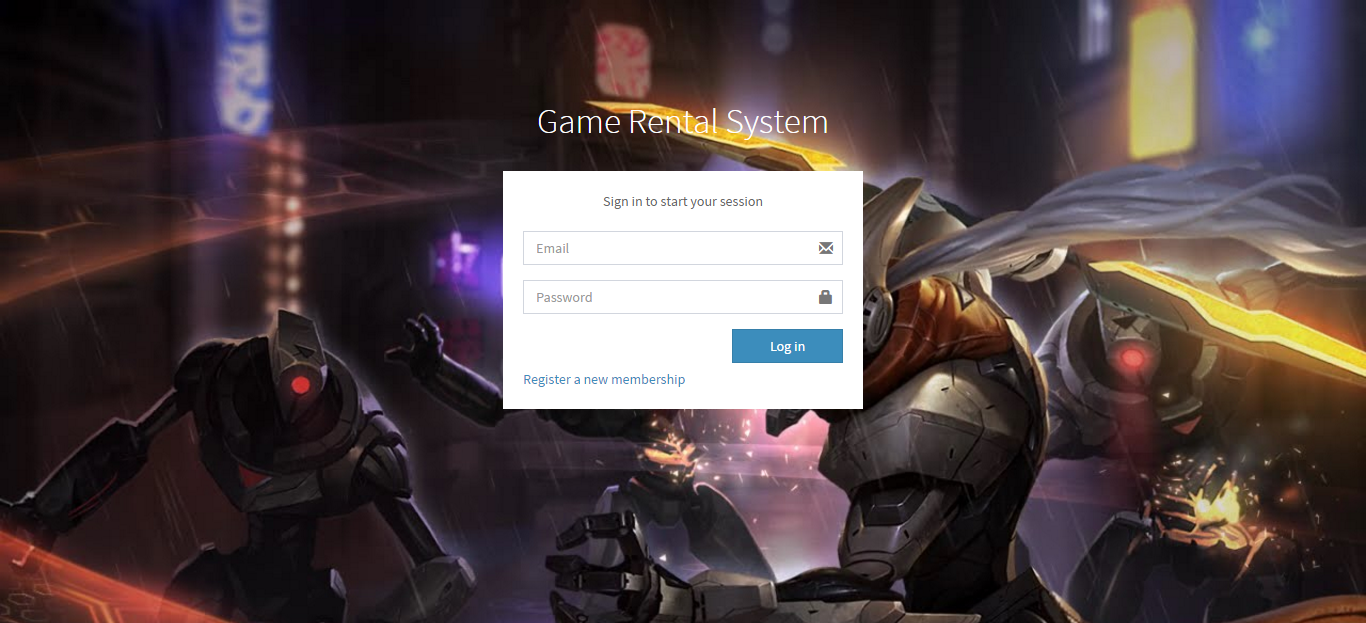 Game Rental System
Sign in to start your session
Email
Password
Log in
Register a new membership